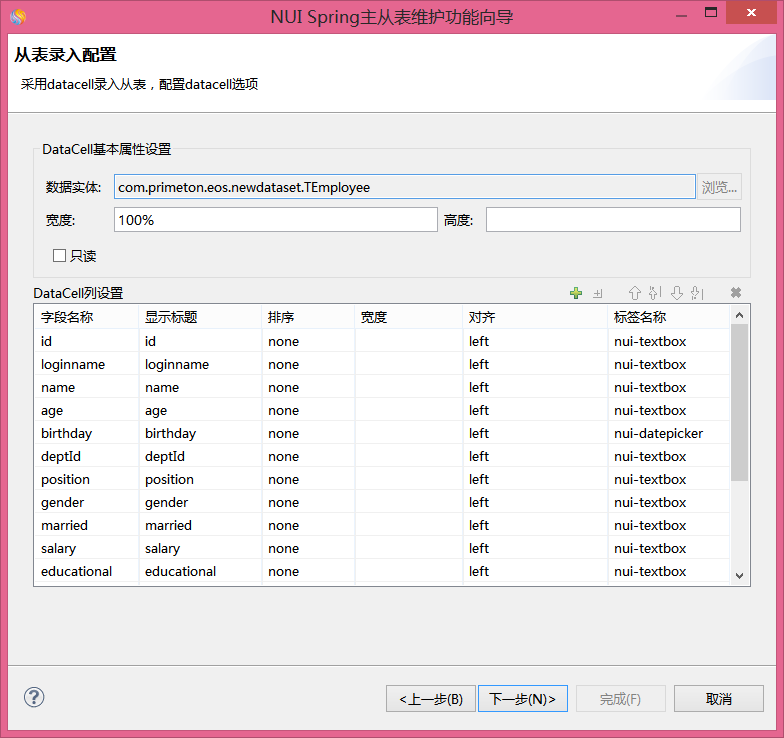 NUI Spring主从表维护功能向导
从表录入配置
采用datacell录入从表，配置datacell选项
DataCell基本属性设置
数据实体: com.primeton.eos.newdataset.TEmployee 浏览...
宽度: 100% 高度:
只读
DataCell列设置
字段名称 显示标题 排序 宽度 对齐 标签名称
id id none left nui-textbox
loginname loginname none left nui-textbox
name name none left nui-textbox
age age none left nui-textbox
birthday birthday none left nui-datepicker
deptId deptId none left nui-textbox
position position none left nui-textbox
gender gender none left nui-textbox
married married none left nui-textbox
salary salary none left nui-textbox
educational educational none left nui-textbox
<上一步(B) 下一步(N)> 完成(F) 取消